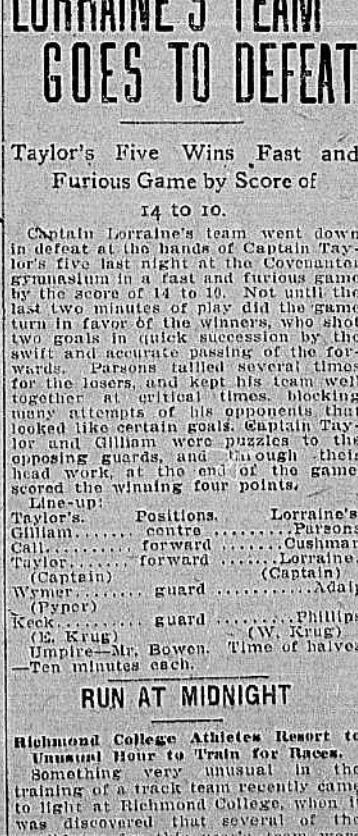 LORRAINE'S TEAM
GOES TO DEFEAT
Taylor's Five Wins Fast and
Furious Game by Score of
14 to 10.
Captain Lorraine's team went down
in defeat at the hands of Captain Tay-
lor's five last night at the Covenanter
gymnasium in a fast and furious game
by the score of 14 to 10. Not until the
last two minutes of play did the game
turn in favor of the winners, who shot
two goals in quick succession by the
swift and accurate passing of the for-
wards. Parsons tallied several times
for the losers, and kept his team well
together at critical times, blocking
many attempts of his opponents that
looked like certain goals. Captain Tay-
lor and Gilliam were puzzles to the
opposing guards, and through their
head work, at the end of the game
scored the winning four points.
Line-up:
Taylor's. Positions. Lorraine's
Gilliam....... centre .........Parsons
Call.......... forward .......Cushman
Taylor........ forward .......Lorraine
(Captain) (Captain)
Wymer....... guard ...........Adair
(Pyper)
Keck.......... guard .........Phillips
(E. Krug) (W. Krug)
Umpire—Mr. Bowen. Time of halves
—Ten minutes each.
RUN AT MIDNIGHT
Richmond College Athletes Resort to
Unusual Hour to Train for Races.
Something very unusual in the
training of a track team recently came
to light at Richmond College, when i
was discovered that several of the